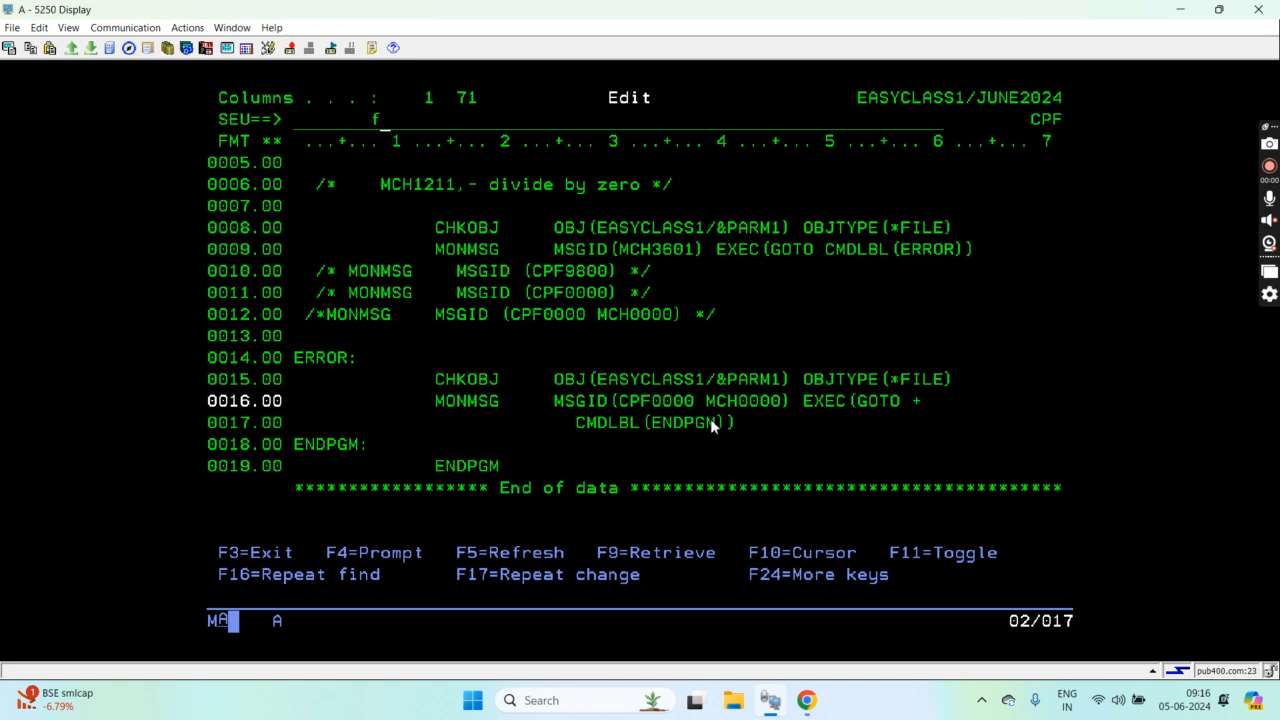 A - 5250 Display
File Edit View Communication Actions Window Help
Columns . . . : 1 71 Edit EASYCLASS1/JUNE2024
SEU==> f_ CPF
FMT ** ...+... 1 ...+... 2 ...+... 3 ...+... 4 ...+... 5 ...+... 6 ...+... 7
0005.00
0006.00 /* MCH1211,- divide by zero */
0007.00
0008.00 CHKOBJ OBJ(EASYCLASS1/&PARM1) OBJTYPE(*FILE)
0009.00 MONMSG MSGID(MCH3601) EXEC(GOTO CMDLBL(ERROR))
0010.00 /* MONMSG MSGID (CPF9800) */
0011.00 /* MONMSG MSGID (CPF0000) */
0012.00 /*MONMSG MSGID (CPF0000 MCH0000) */
0013.00
0014.00 ERROR:
0015.00 CHKOBJ OBJ(EASYCLASS1/&PARM1) OBJTYPE(*FILE)
0016.00 MONMSG MSGID(CPF0000 MCH0000) EXEC(GOTO +
0017.00 CMDLBL(ENDPGM))
0018.00 ENDPGM:
0019.00 ENDPGM
****************** End of data ****************************************
F3=Exit F4=Prompt F5=Refresh F9=Retrieve F10=Cursor F11=Toggle
F16=Repeat find F17=Repeat change F24=More keys
MA A 02/017
00:00
pub400.com:23
1
BSE smlcap
-6.79%
Search
ENG
IN
09:16
05-06-2024
PRE